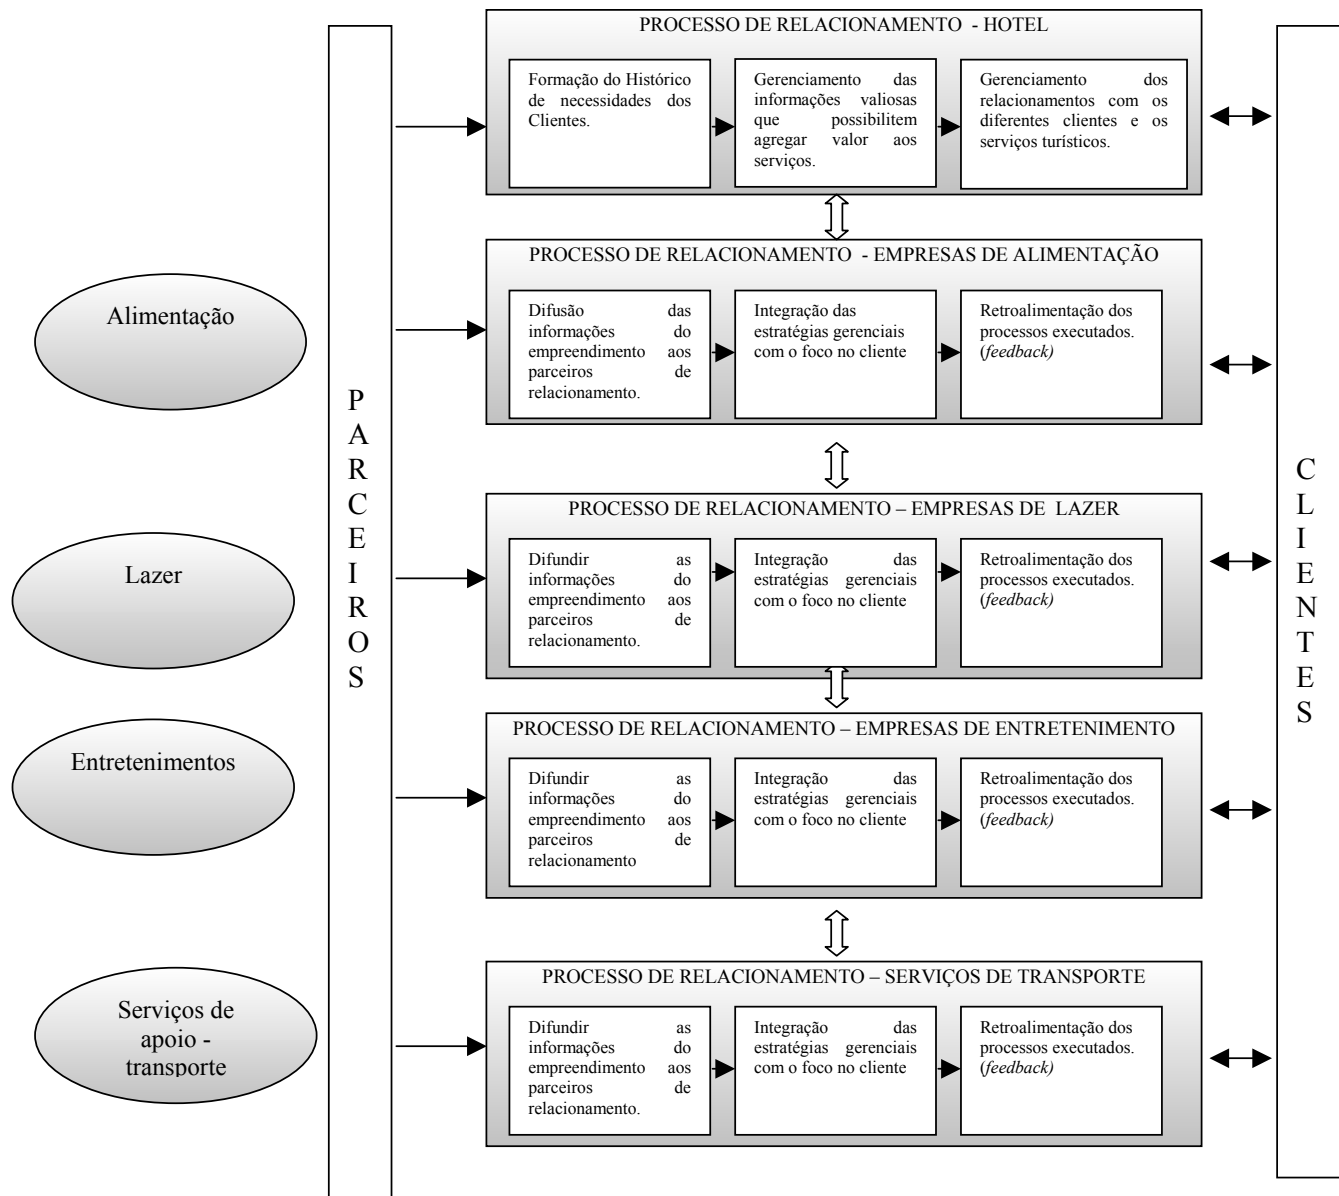 PROCESSO DE RELACIONAMENTO - HOTEL
Formação do Histórico
de necessidades dos
Clientes.
Gerenciamento das
informações valiosas
que possibilitem
agregar valor aos
serviços.
Gerenciamento dos
relacionamentos com os
diferentes clientes e os
serviços turísticos.
PROCESSO DE RELACIONAMENTO - EMPRESAS DE ALIMENTAÇÃO
Difusão das
informações do
empreendimento aos
parceiros de
relacionamento.
Integração das
estratégias gerenciais
com o foco no cliente
Retroalimentação dos
processos executados.
(feedback)
Alimentação
PARCEIROS
CLIENTES
PROCESSO DE RELACIONAMENTO – EMPRESAS DE LAZER
Difundir as
informações do
empreendimento aos
parceiros de
relacionamento.
Integração das
estratégias gerenciais
com o foco no cliente
Retroalimentação dos
processos executados.
(feedback)
Lazer
PROCESSO DE RELACIONAMENTO – EMPRESAS DE ENTRETENIMENTO
Difundir as
informações do
empreendimento aos
parceiros de
relacionamento
Integração das
estratégias gerenciais
com o foco no cliente
Retroalimentação dos
processos executados.
(feedback)
Entretenimentos
PROCESSO DE RELACIONAMENTO – SERVIÇOS DE TRANSPORTE
Difundir as
informações do
empreendimento aos
parceiros de
relacionamento.
Integração das
estratégias gerenciais
com o foco no cliente
Retroalimentação dos
processos executados.
(feedback)
Serviços de
apoio -
transporte